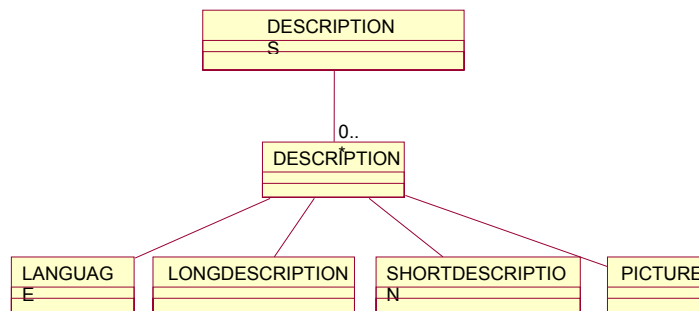 DESCRIPTION
S
0..
*
DESCRIPTION
LANGUAG
E
LONGDESCRIPTION
SHORTDESCRIPTIO
N
PICTURE